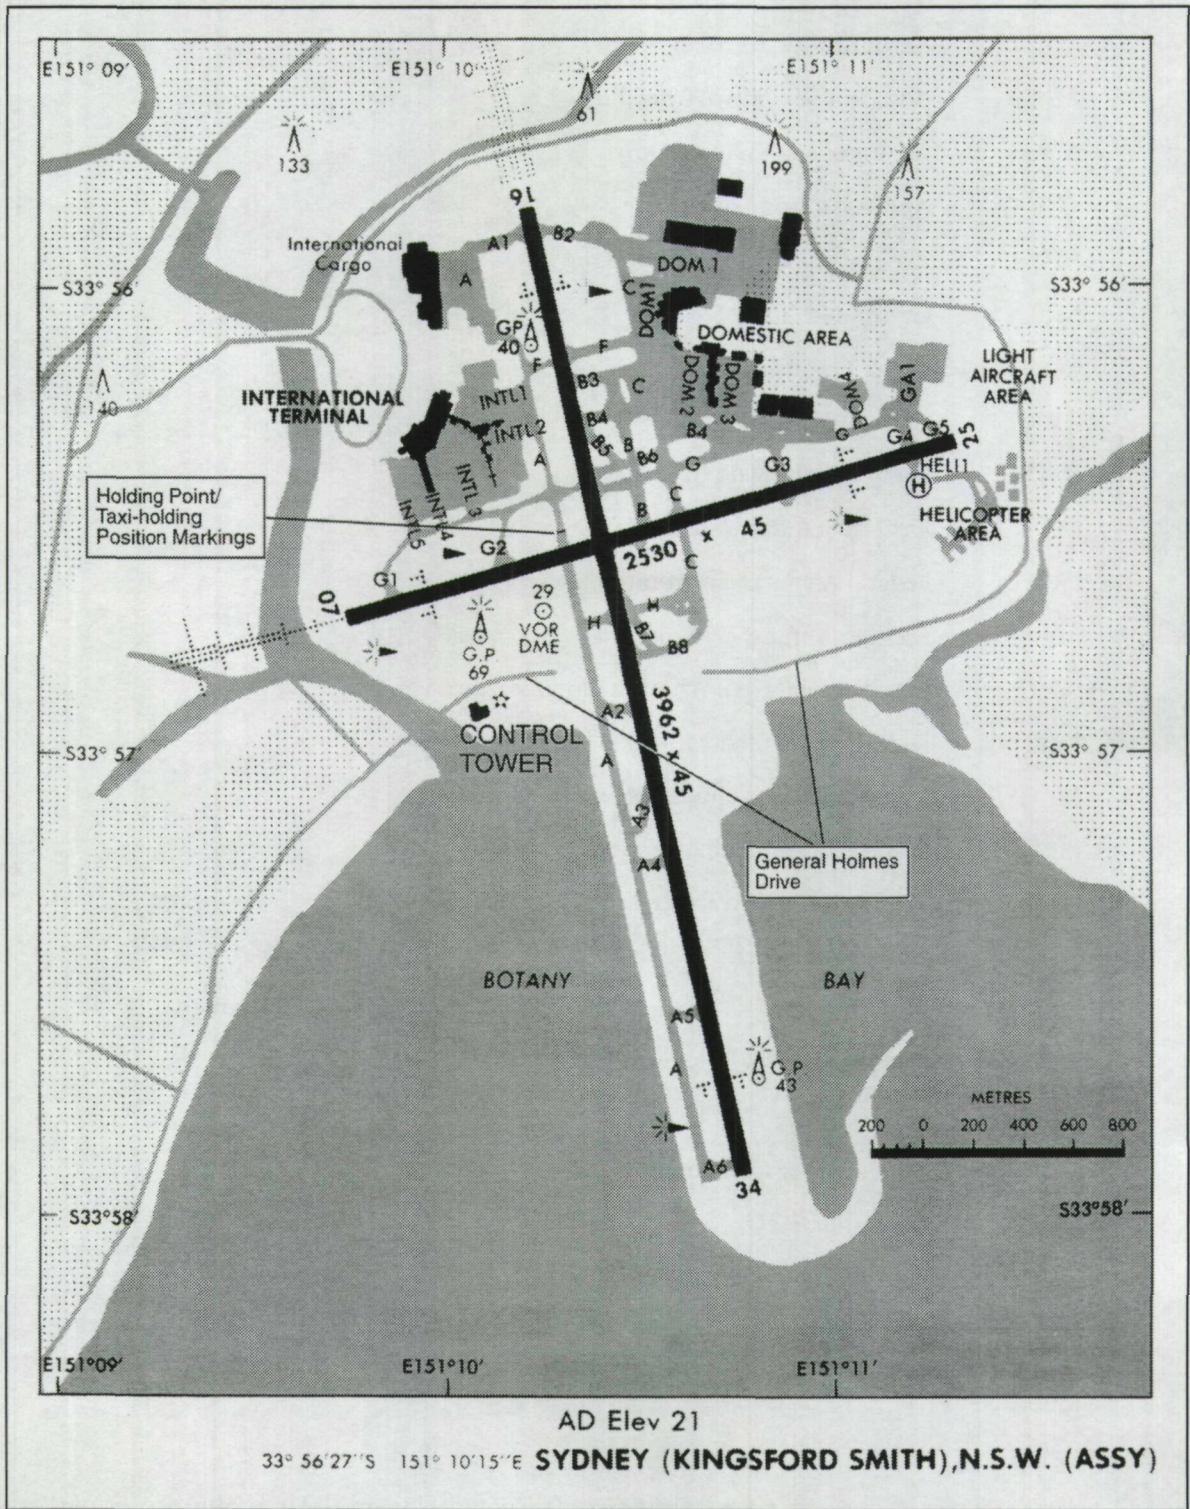 E151° 09′
E151° 10′
E151° 11′
61
133
199
157
16
A1
B2
International
Cargo
A
DOM 1
C
DOM 1
S33° 56′
S33° 56′
GP
40
DOMESTIC AREA
F
F
LIGHT
AIRCRAFT
AREA
140
B3
C
DOM 2
DOM 3
DOM 4
GA1
INTERNATIONAL
TERMINAL
INTL1
INTL2
B4
B4
B5
B
B6
A
G
G3
G
G4
G5
25
INTL 3
INTL4
INTL5
HELI1
H
HELICOPTER
AREA
Holding Point/
Taxi-holding
Position Markings
C
B
G2
2530 x 45
C
G1
07
29
VOR
DME
H
H
B7
B8
G.P
69
3962 x 45
A2
CONTROL
TOWER
A
S33° 57′
S33° 57′
A3
A4
General Holmes
Drive
BOTANY
BAY
A5
A
G.P
43
METRES
200 0 200 400 600 800
A6
34
S33°58′
S33°58′
E151°09′
E151°10′
E151°11′
AD Elev 21
33° 56′27″S 151° 10′15″E SYDNEY (KINGSFORD SMITH),N.S.W. (ASSY)